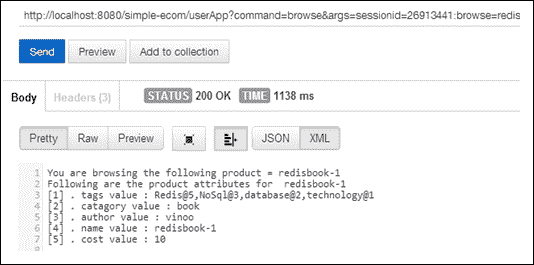 http://localhost:8080/simple-ecom/userApp?command=browse&args=sessionid=26913441:browse=redis
Send Preview Add to collection
Body Headers (3) STATUS 200 OK TIME 1138 ms
Pretty Raw Preview JSON XML
1 You are browsing the following product = redisbook-1
2 Following are the product attributes for redisbook-1
3 [1] . tags value : Redis@5,NoSql@3,database@2,technology@1
4 [2] . catagory value : book
5 [3] . author value : vinoo
6 [4] . name value : redisbook-1
7 [5] . cost value : 10